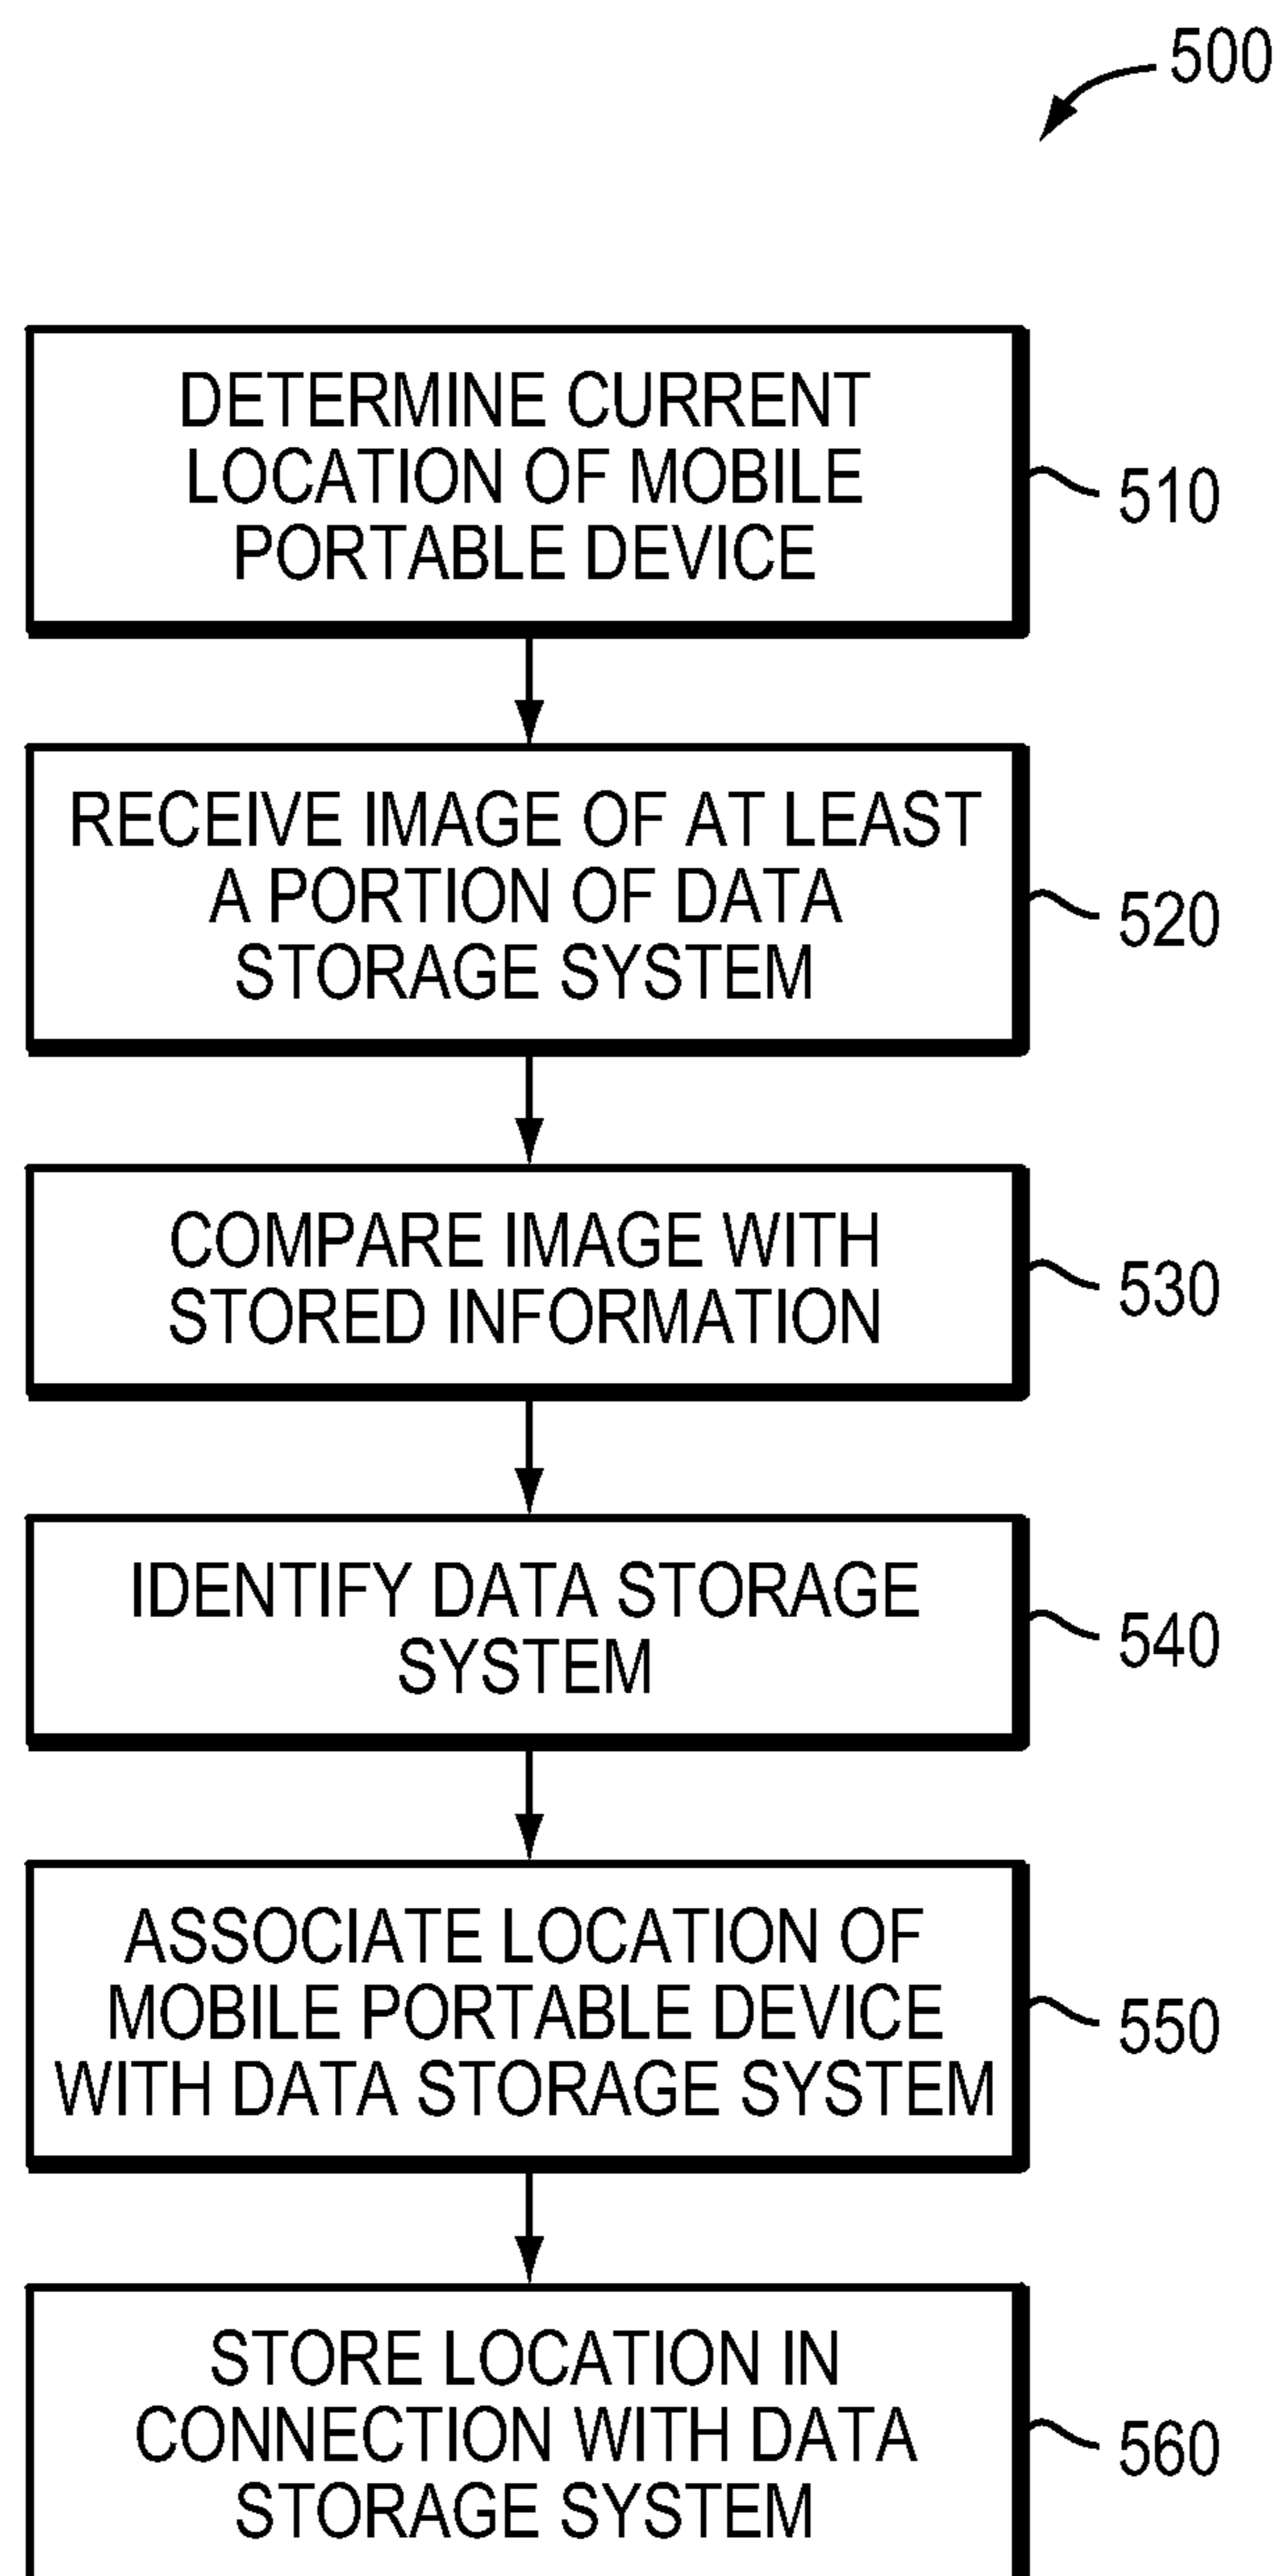 500
DETERMINE CURRENT
LOCATION OF MOBILE
PORTABLE DEVICE
510
RECEIVE IMAGE OF AT LEAST
A PORTION OF DATA
STORAGE SYSTEM
520
COMPARE IMAGE WITH
STORED INFORMATION
530
IDENTIFY DATA STORAGE
SYSTEM
540
ASSOCIATE LOCATION OF
MOBILE PORTABLE DEVICE
WITH DATA STORAGE SYSTEM
550
STORE LOCATION IN
CONNECTION WITH DATA
STORAGE SYSTEM
560